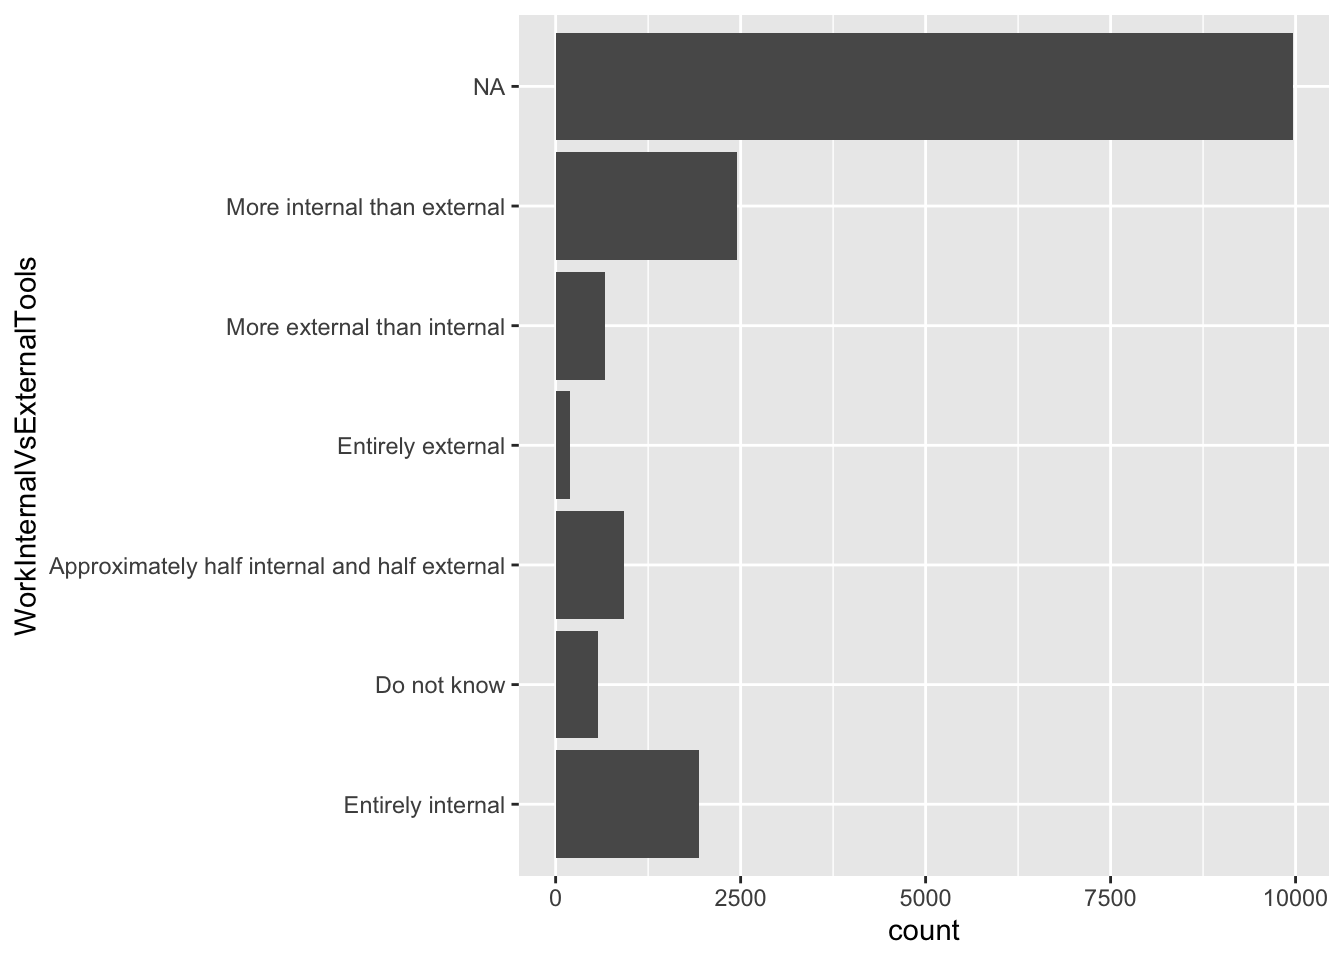 NA
More internal than external
More external than internal
Entirely external
Approximately half internal and half external
Do not know
Entirely internal
WorkInternalVsExternalTools
0 2500 5000 7500 10000
count